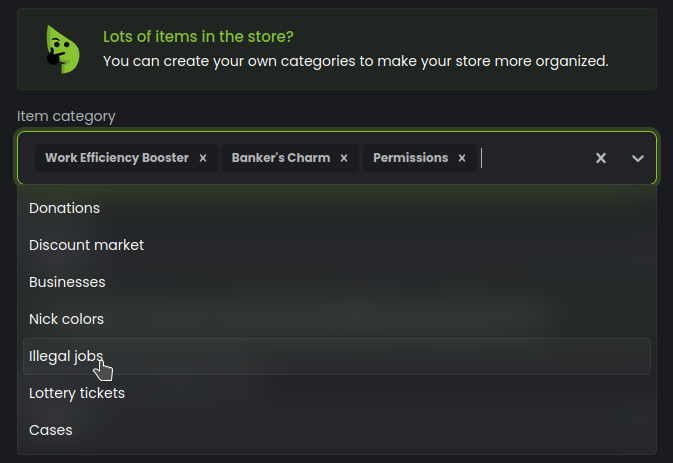 Lots of items in the store?
You can create your own categories to make your store more organized.
Item category
Work Efficiency Booster × Banker's Charm × Permissions ×
Donations
Discount market
Businesses
Nick colors
Illegal jobs
Lottery tickets
Cases